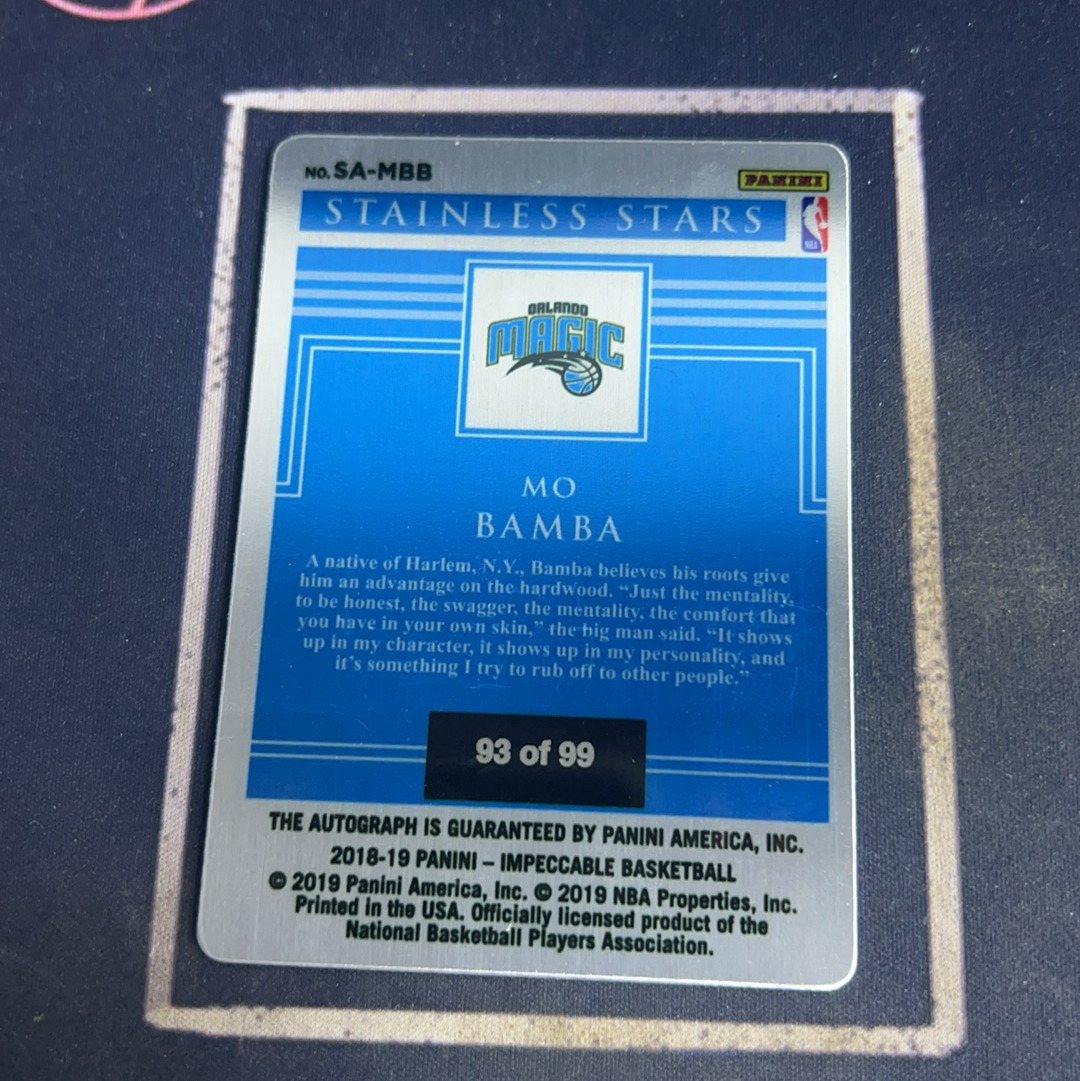 NO. SA-MBB
PANINI
STAINLESS STARS
NBA
ORLANDO
MAGIC
MO
BAMBA
A native of Harlem, N.Y., Bamba believes his roots give
him an advantage on the hardwood. “Just the mentality,
to be honest, the swagger, the mentality, the comfort that
you have in your own skin,” the big man said. “It shows
up in my character, it shows up in my personality, and
it’s something I try to rub off to other people.”
93 of 99
THE AUTOGRAPH IS GUARANTEED BY PANINI AMERICA, INC.
2018-19 PANINI – IMPECCABLE BASKETBALL
© 2019 Panini America, Inc. © 2019 NBA Properties, Inc.
Printed in the USA. Officially licensed product of the
National Basketball Players Association.